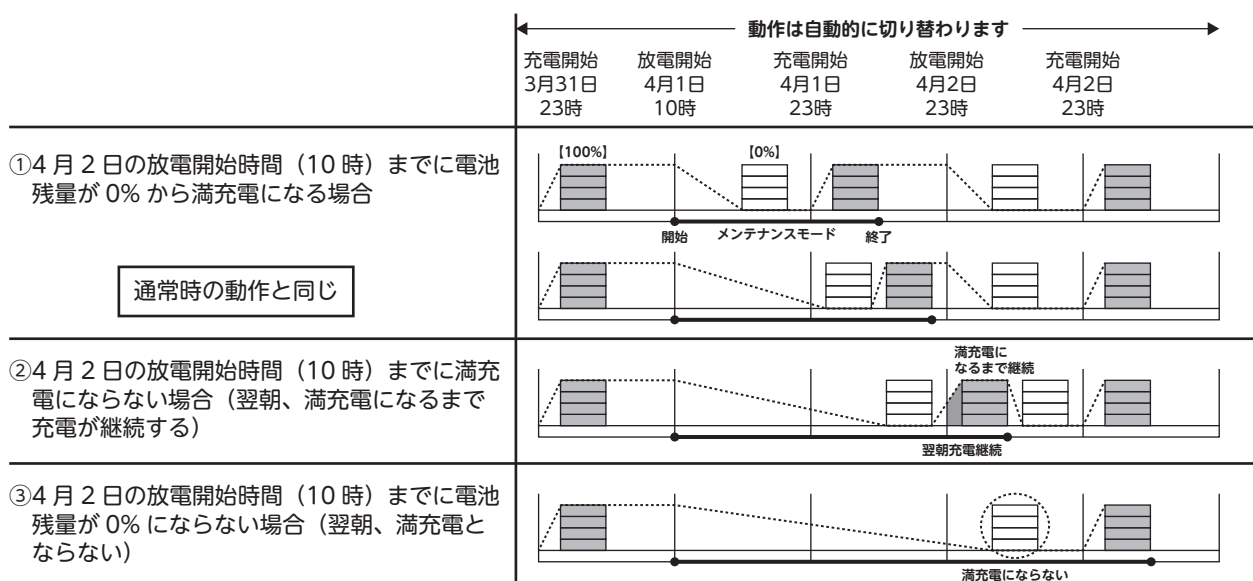 動作は自動的に切り替わります
充電開始 放電開始 充電開始 放電開始 充電開始
3月31日 4月1日 4月1日 4月2日 4月2日
23時 10時 23時 23時 23時
①4月2日の放電開始時間（10時）までに電池
残量が0%から満充電になる場合
【100%】 【0%】
開始 メンテナンスモード 終了
通常時の動作と同じ
②4月2日の放電開始時間（10時）までに満充
電にならない場合（翌朝、満充電になるまで
充電が継続する）
満充電に
なるまで継続
翌朝充電継続
③4月2日の放電開始時間（10時）までに電池
残量が0%にならない場合（翌朝、満充電と
ならない）
満充電にならない